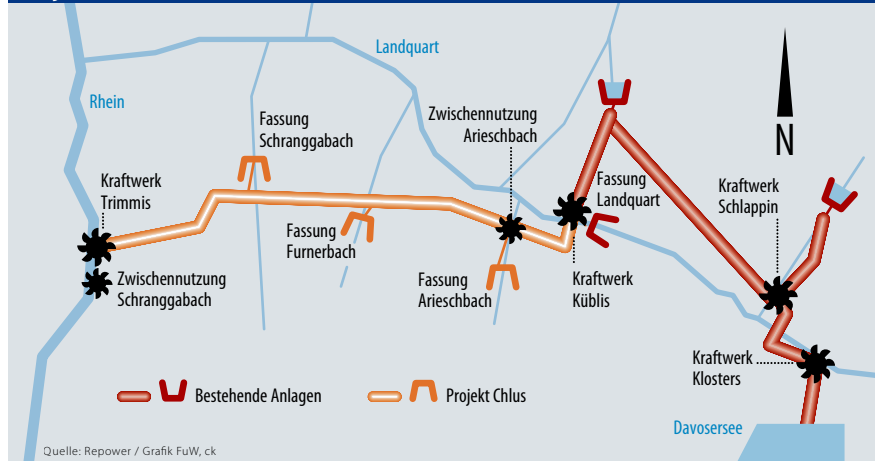 Landquart
Rhein
Fassung
Schranggabach
Zwischennutzung
Arieschbach
Kraftwerk
Trimmis
Fassung
Landquart
Kraftwerk
Schlappin
N
Fassung
Furnerbach
Zwischennutzung
Schranggabach
Fassung
Arieschbach
Kraftwerk
Küblis
Kraftwerk
Klosters
Bestehende Anlagen
Projekt Chlus
Davosersee
Quelle: Repower / Grafik FuW, ck